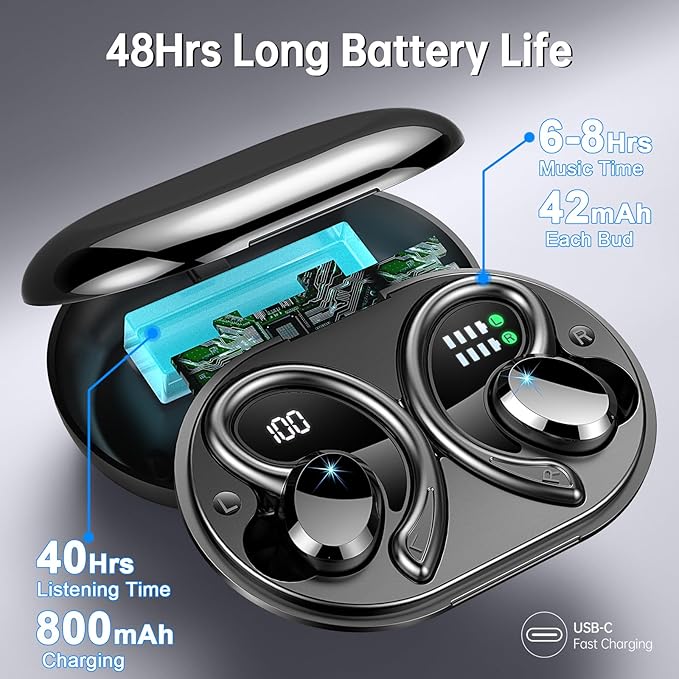 48Hrs Long Battery Life
6-8Hrs
Music Time
42mAh
Each Bud
L
R
R
100
L
R
L
40Hrs
Listening Time
800mAh
Charging
USB-C
Fast Charging